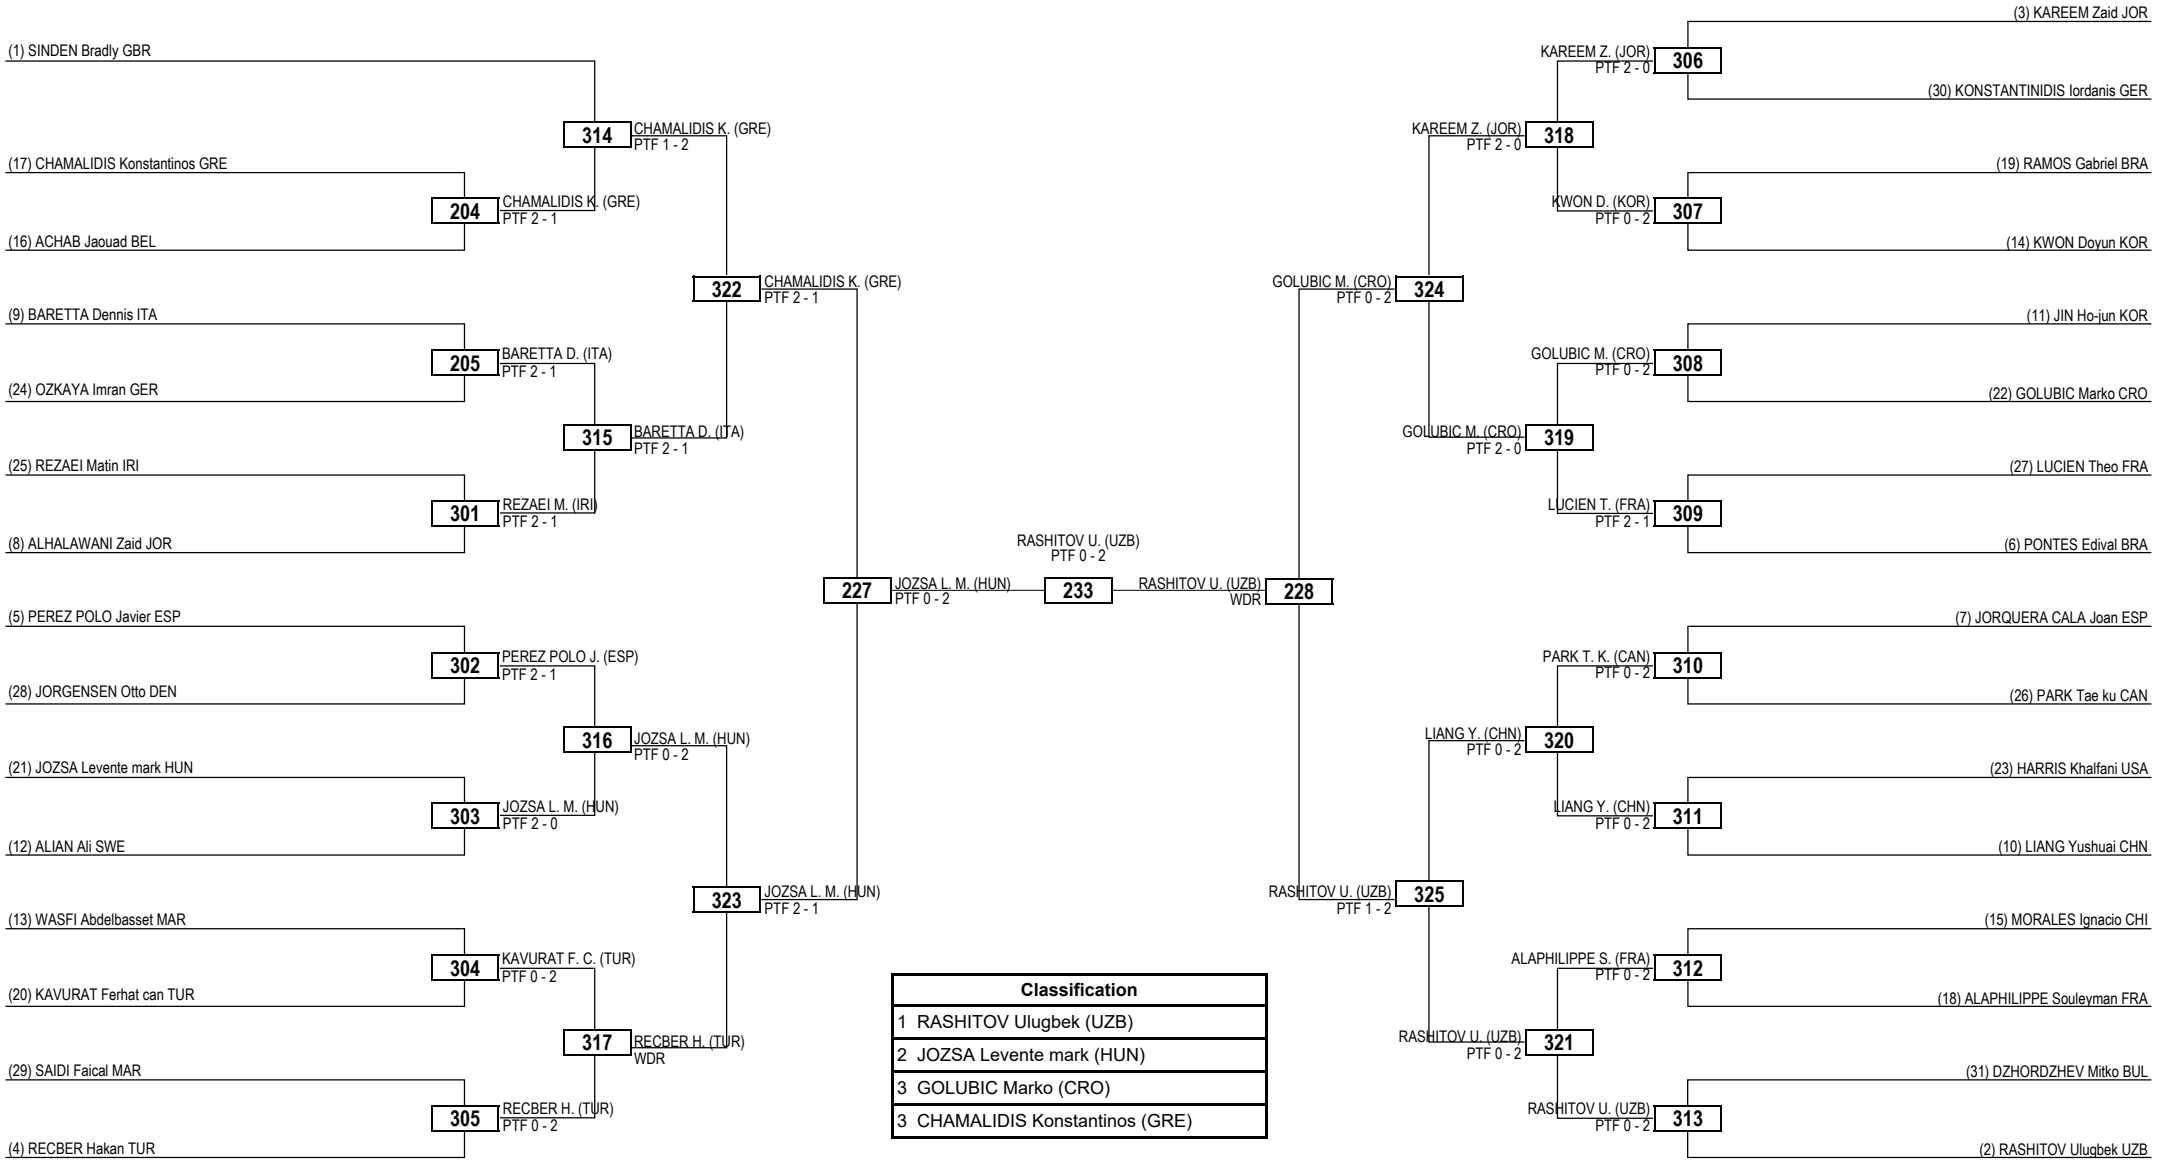 (1) SINDEN Bradly GBR
(17) CHAMALIDIS Konstantinos GRE
(16) ACHAB Jaouad BEL
(9) BARETTA Dennis ITA
(24) OZKAYA Imran GER
(25) REZAEI Matin IRI
(8) ALHALAWANI Zaid JOR
(5) PEREZ POLO Javier ESP
(28) JORGENSEN Otto DEN
(21) JOZSA Levente mark HUN
(12) ALIAN Ali SWE
(13) WASFI Abdelbasset MAR
(20) KAVURAT Ferhat can TUR
(29) SAIDI Faical MAR
(4) RECBER Hakan TUR
204
CHAMALIDIS K. (GRE)
PTF 2 - 1
205
BARETTA D. (ITA)
PTF 2 - 1
301
REZAEI M. (IRI)
PTF 2 - 1
302
PEREZ POLO J. (ESP)
PTF 2 - 1
303
JOZSA L. M. (HUN)
PTF 2 - 0
304
KAVURAT F. C. (TUR)
PTF 0 - 2
305
RECBER H. (TUR)
PTF 0 - 2
314
CHAMALIDIS K. (GRE)
PTF 1 - 2
315
BARETTA D. (ITA)
PTF 2 - 1
316
JOZSA L. M. (HUN)
PTF 0 - 2
317
RECBER H. (TUR)
WDR
322
CHAMALIDIS K. (GRE)
PTF 2 - 1
323
JOZSA L. M. (HUN)
PTF 2 - 1
227
JOZSA L. M. (HUN)
PTF 0 - 2
RASHITOV U. (UZB)
PTF 0 - 2
233
RASHITOV U. (UZB)
WDR
228
GOLUBIC M. (CRO)
PTF 0 - 2
324
RASHITOV U. (UZB)
PTF 1 - 2
325
KAREEM Z. (JOR)
PTF 2 - 0
318
GOLUBIC M. (CRO)
PTF 2 - 0
319
LIANG Y. (CHN)
PTF 0 - 2
320
RASHITOV U. (UZB)
PTF 0 - 2
321
KAREEM Z. (JOR)
PTF 2 - 0
306
KWON D. (KOR)
PTF 0 - 2
307
GOLUBIC M. (CRO)
PTF 0 - 2
308
LUCIEN T. (FRA)
PTF 2 - 1
309
PARK T. K. (CAN)
PTF 0 - 2
310
LIANG Y. (CHN)
PTF 0 - 2
311
ALAPHILIPPE S. (FRA)
PTF 0 - 2
312
RASHITOV U. (UZB)
PTF 0 - 2
313
(3) KAREEM Zaid JOR
(30) KONSTANTINIDIS Iordanis GER
(19) RAMOS Gabriel BRA
(14) KWON Doyun KOR
(11) JIN Ho-jun KOR
(22) GOLUBIC Marko CRO
(27) LUCIEN Theo FRA
(6) PONTES Edival BRA
(7) JORQUERA CALA Joan ESP
(26) PARK Tae ku CAN
(23) HARRIS Khalfani USA
(10) LIANG Yushuai CHN
(15) MORALES Ignacio CHI
(18) ALAPHILIPPE Souleyman FRA
(31) DZHORDZHEV Mitko BUL
(2) RASHITOV Ulugbek UZB
Classification
1 RASHITOV Ulugbek (UZB)
2 JOZSA Levente mark (HUN)
3 GOLUBIC Marko (CRO)
3 CHAMALIDIS Konstantinos (GRE)